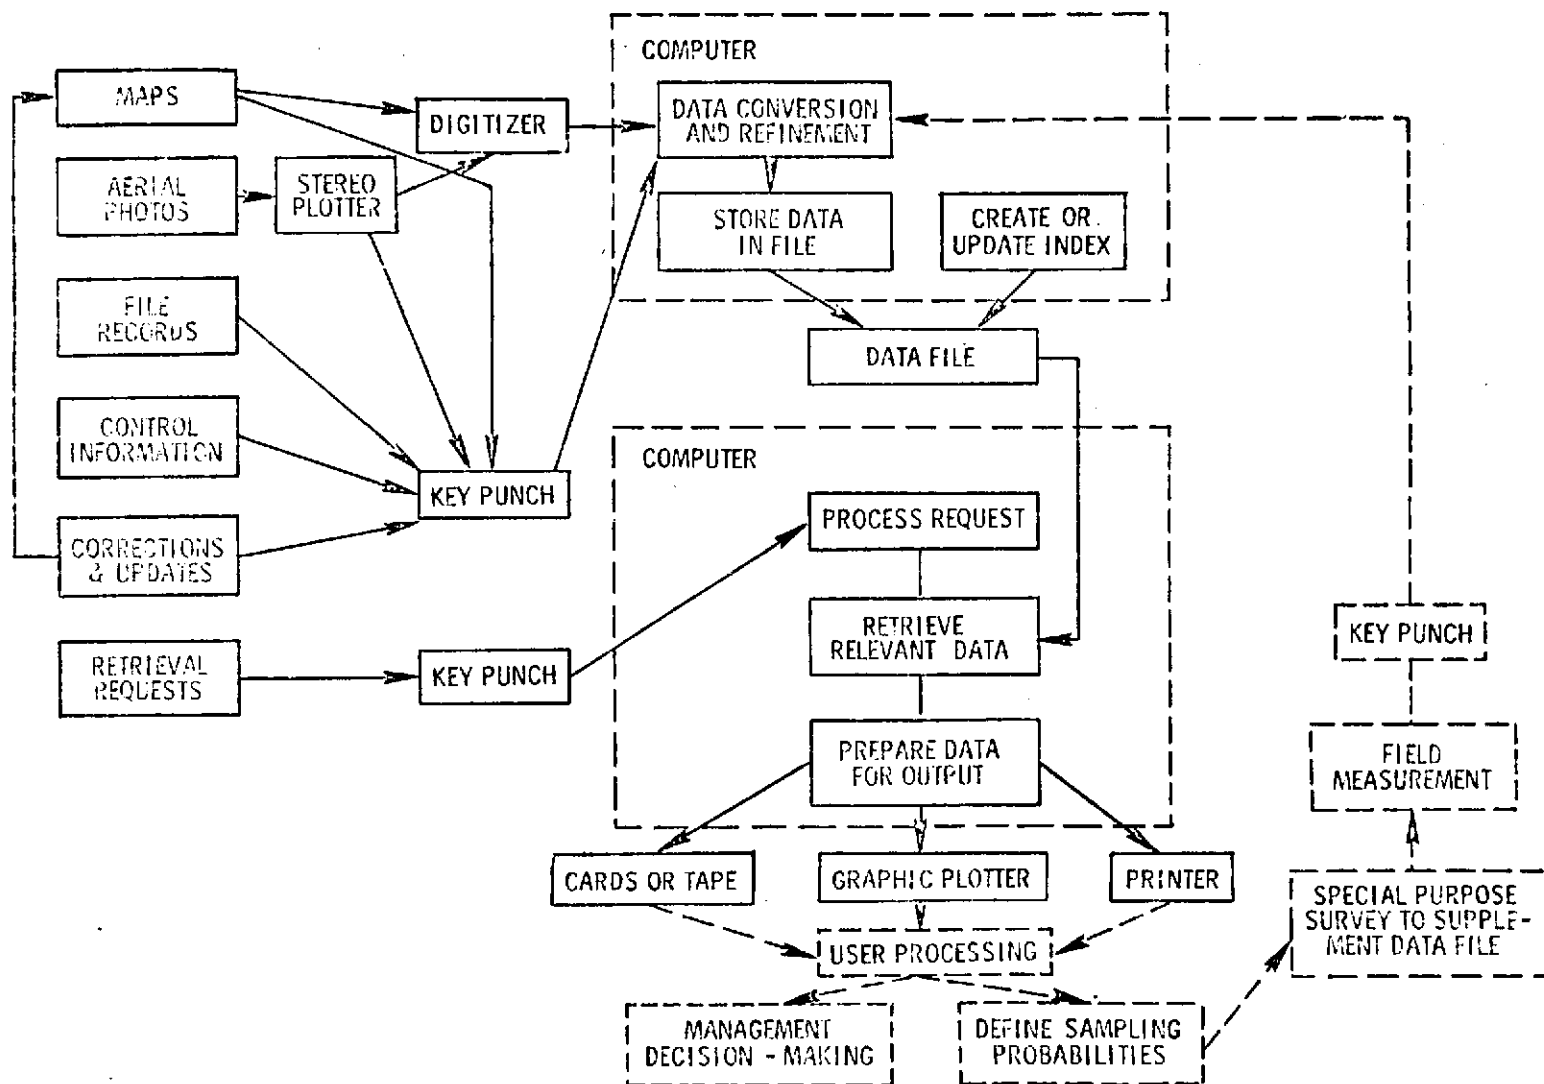 COMPUTER
MAPS
DIGITIZER
DATA CONVERSION
AND REFINEMENT
AERIAL
PHOTOS
STEREO
PLOTTER
STORE DATA
IN FILE
CREATE OR
UPDATE INDEX
FILE
RECORDS
DATA FILE
CONTROL
INFORMATION
COMPUTER
KEY PUNCH
PROCESS REQUEST
CORRECTIONS
& UPDATES
RETRIEVE
RELEVANT DATA
KEY PUNCH
RETRIEVAL
REQUESTS
KEY PUNCH
PREPARE DATA
FOR OUTPUT
FIELD
MEASUREMENT
CARDS OR TAPE
GRAPHIC PLOTTER
PRINTER
SPECIAL PURPOSE
SURVEY TO SUPPLE-
MENT DATA FILE
USER PROCESSING
MANAGEMENT
DECISION - MAKING
DEFINE SAMPLING
PROBABILITIES